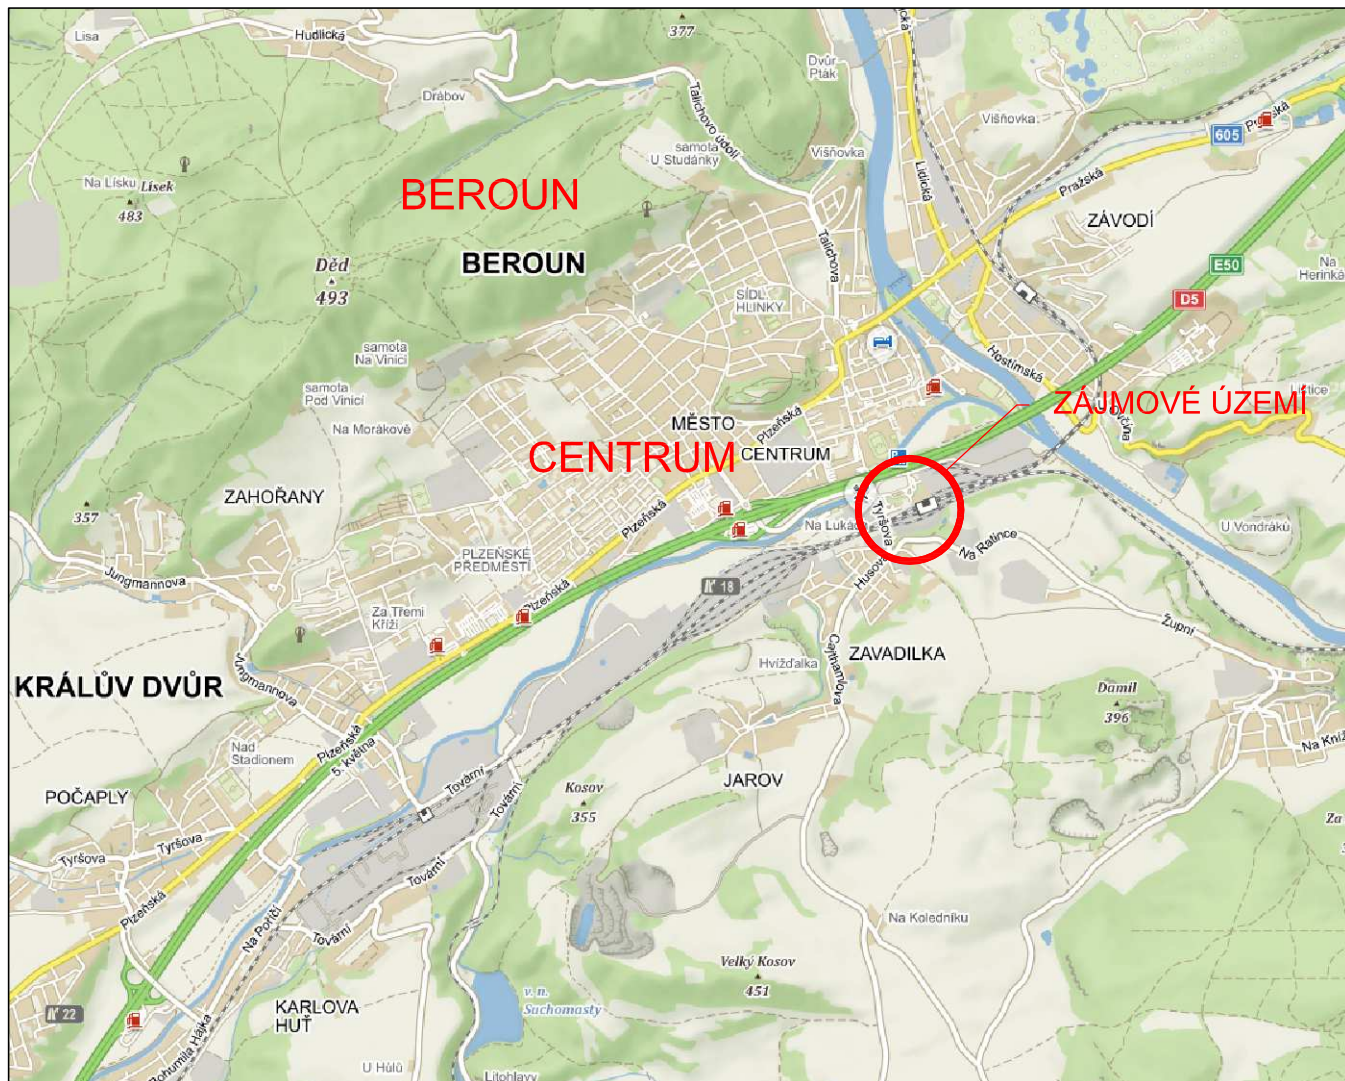 Lísa
Hudlická
377
Dvůr
Pták
Lidická
Drábov
Talichovo údolí
samota
U Studánky
Višňovka
Višňovka
Pražská
605
Na Lísku
Lísek
483
BEROUN
Pražská
ZÁVODÍ
BEROUN
Děd
493
Talichova
E50
Na
Herinká
D5
SÍDL.
HLINKY
samota
Na Vinici
Hostímská
samota
Pod Vinicí
ZÁJMOVÉ ÚZEMÍ
Na Morákově
MĚSTO
Plzeňská
CENTRUM
CENTRUM
ZAHOŘANY
357
Plzeňská
Tyršova
Na Lukách
U Vondráků
Na Ratince
PLZEŇSKÉ
PŘEDMĚSTÍ
Jungmannova
Husova
18
Plzeňská
Za Třemi
Kříži
Župní
Cajthamlova
ZAVADILKA
Hvížďalka
Jungmannova
KRÁLŮV DVŮR
Damil
396
Plzeňská
5. května
Nad
Stadionem
Na Kníž
Tovární
JAROV
Tovární
Kosov
355
POČAPLY
Tyršova
Tyršova
Za
Tovární
Plzeňská
Na Poříčí
Tovární
Na Koledníku
Velký Kosov
451
v. n.
Suchomasty
KARLOVA
HUŤ
22
Bohumila Hájka
U Hůlů
Litohlavy